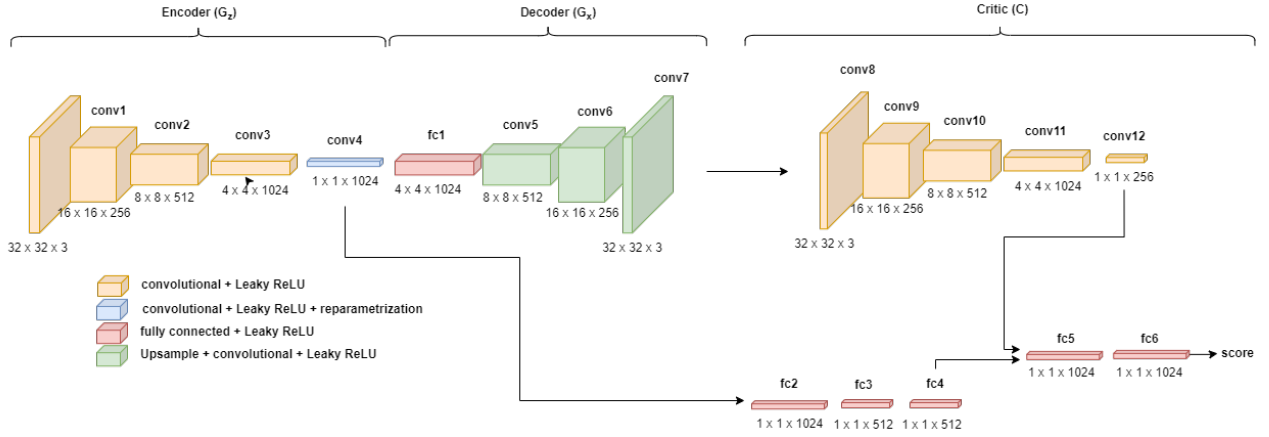 Encoder (Gz)
Decoder (Gx)
Critic (C)
conv1
conv2
conv3
conv4
fc1
conv5
conv6
conv7
32 x 32 x 3
16 x 16 x 256
8 x 8 x 512
4 x 4 x 1024
1 x 1 x 1024
4 x 4 x 1024
8 x 8 x 512
16 x 16 x 256
32 x 32 x 3
conv8
conv9
conv10
conv11
conv12
32 x 32 x 3
16 x 16 x 256
8 x 8 x 512
4 x 4 x 1024
1 x 1 x 256
convolutional + Leaky ReLU
convolutional + Leaky ReLU + reparametrization
fully connected + Leaky ReLU
Upsample + convolutional + Leaky ReLU
fc2
fc3
fc4
1 x 1 x 1024
1 x 1 x 512
1 x 1 x 512
fc5
fc6
score
1 x 1 x 1024
1 x 1 x 1024